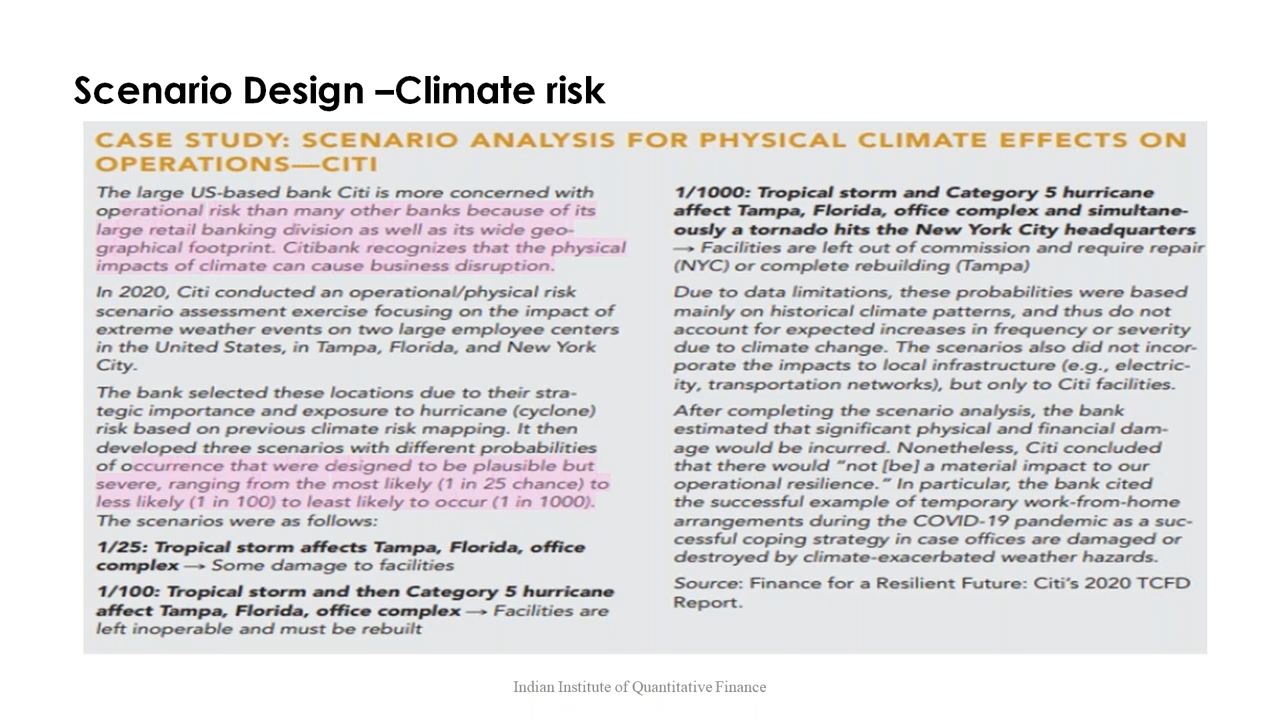 Scenario Design –Climate risk
CASE STUDY: SCENARIO ANALYSIS FOR PHYSICAL CLIMATE EFFECTS ON
OPERATIONS—CITI
The large US-based bank Citi is more concerned with
operational risk than many other banks because of its
large retail banking division as well as its wide geo-
graphical footprint. Citibank recognizes that the physical
impacts of climate can cause business disruption.
In 2020, Citi conducted an operational/physical risk
scenario assessment exercise focusing on the impact of
extreme weather events on two large employee centers
in the United States, in Tampa, Florida, and New York
City.
The bank selected these locations due to their stra-
tegic importance and exposure to hurricane (cyclone)
risk based on previous climate risk mapping. It then
developed three scenarios with different probabilities
of occurrence that were designed to be plausible but
severe, ranging from the most likely (1 in 25 chance) to
less likely (1 in 100) to least likely to occur (1 in 1000).
The scenarios were as follows:
1/25: Tropical storm affects Tampa, Florida, office
complex → Some damage to facilities
1/100: Tropical storm and then Category 5 hurricane
affect Tampa, Florida, office complex → Facilities are
left inoperable and must be rebuilt
1/1000: Tropical storm and Category 5 hurricane
affect Tampa, Florida, office complex and simultane-
ously a tornado hits the New York City headquarters
→ Facilities are left out of commission and require repair
(NYC) or complete rebuilding (Tampa)
Due to data limitations, these probabilities were based
mainly on historical climate patterns, and thus do not
account for expected increases in frequency or severity
due to climate change. The scenarios also did not incor-
porate the impacts to local infrastructure (e.g., electric-
ity, transportation networks), but only to Citi facilities.
After completing the scenario analysis, the bank
estimated that significant physical and financial dam-
age would be incurred. Nonetheless, Citi concluded
that there would “not [be] a material impact to our
operational resilience.” In particular, the bank cited
the successful example of temporary work-from-home
arrangements during the COVID-19 pandemic as a suc-
cessful coping strategy in case offices are damaged or
destroyed by climate-exacerbated weather hazards.
Source: Finance for a Resilient Future: Citi’s 2020 TCFD
Report.
Indian Institute of Quantitative Finance